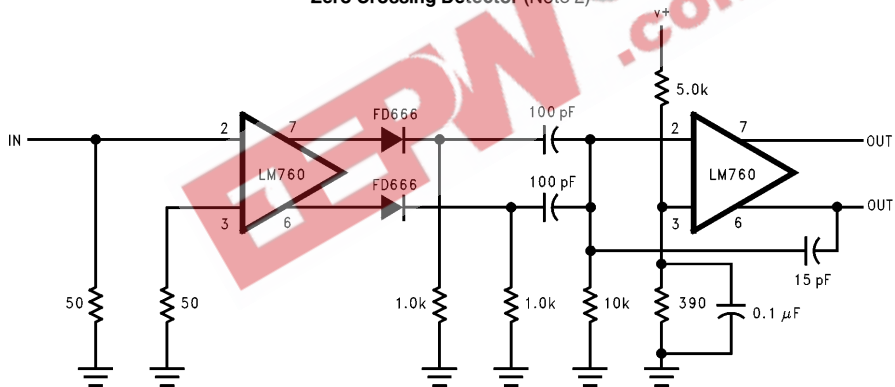 Zero Crossing Detector (Note 2)
V+
5.0k
FD666
100 pF
IN
2
7
LM760
3
6
FD666
100 pF
2
7
LM760
3
6
OUT
OUT
15 pF
50
50
1.0k
1.0k
10k
390
0.1 μF
EEPW
.com